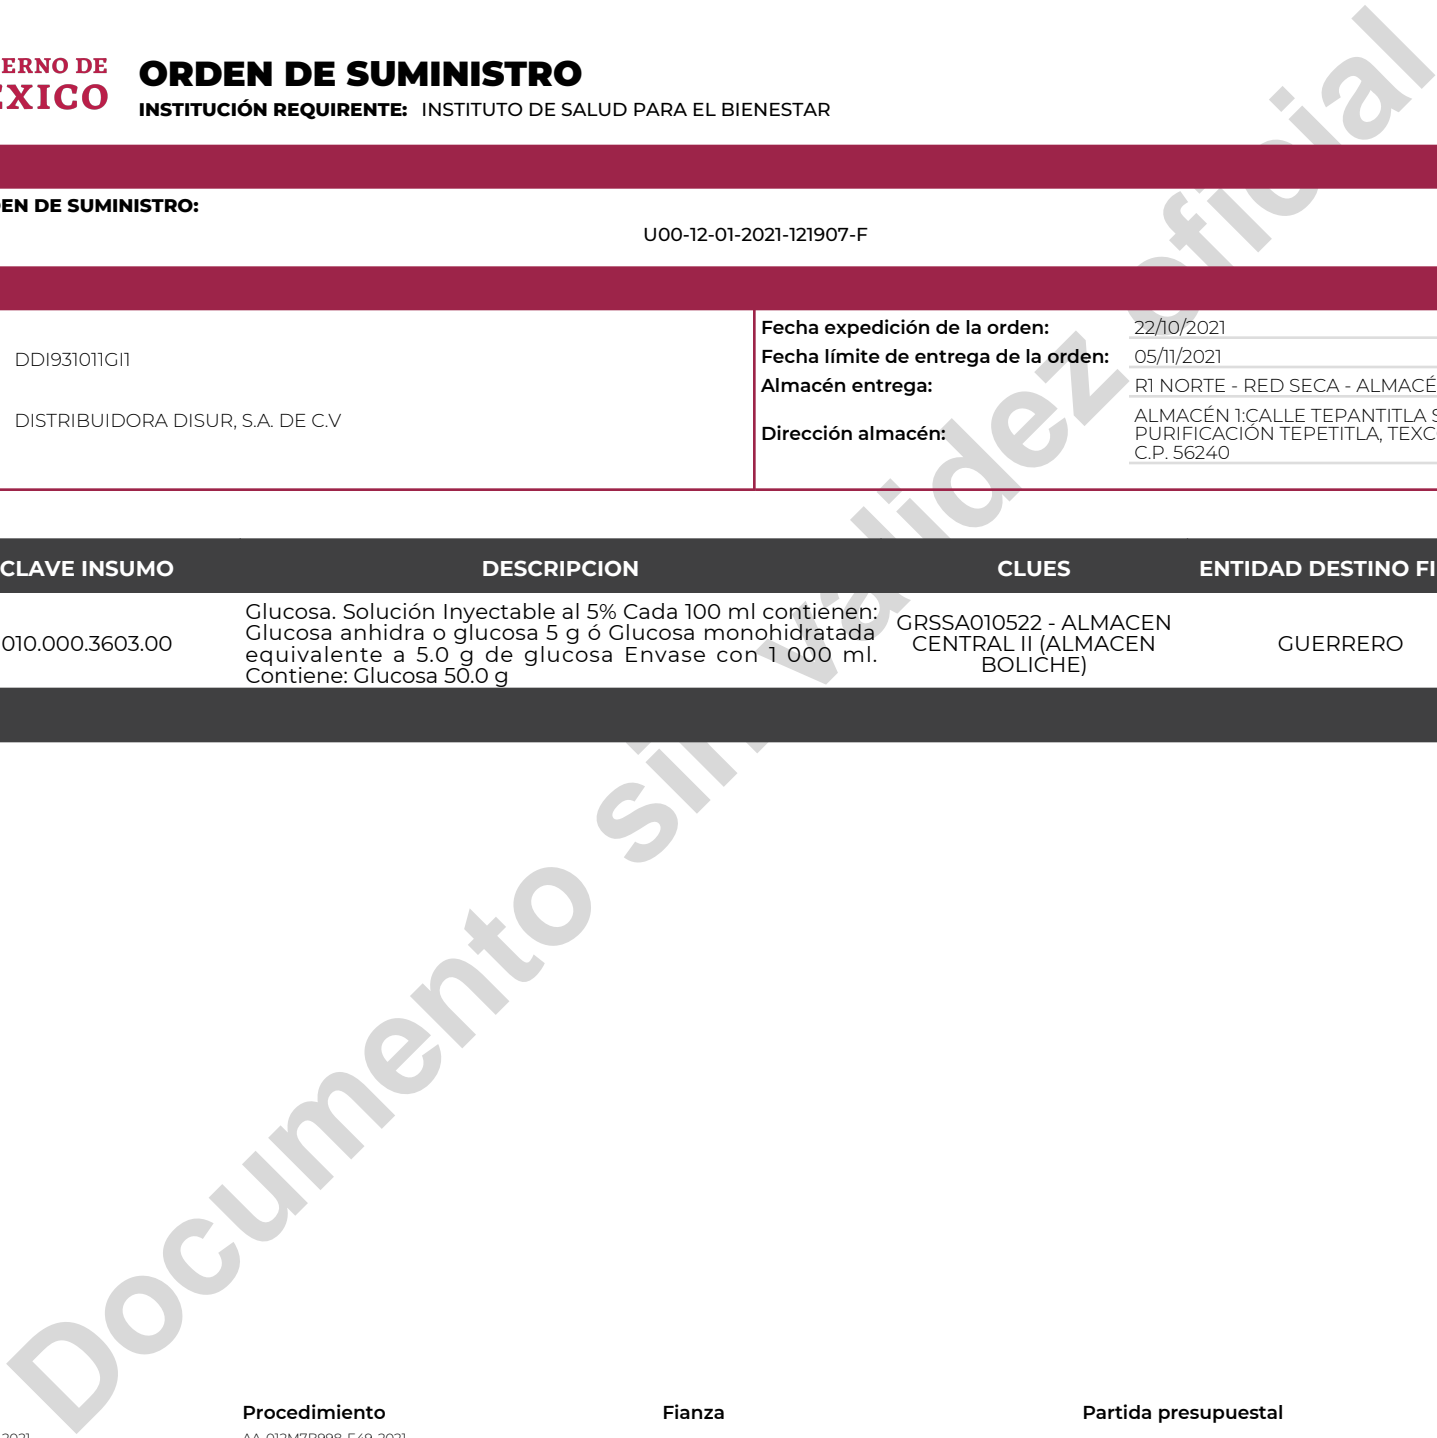 ERNO DE
EXICO
ORDEN DE SUMINISTRO
INSTITUCIÓN REQUIRENTE: INSTITUTO DE SALUD PARA EL BIENESTAR
EN DE SUMINISTRO:
U00-12-01-2021-121907-F
DDI931011GI1
DISTRIBUIDORA DISUR, S.A. DE C.V
Fecha expedición de la orden: 22/10/2021
Fecha límite de entrega de la orden: 05/11/2021
Almacén entrega: R1 NORTE - RED SECA - ALMACÉ
Dirección almacén:
ALMACÉN 1:CALLE TEPANTITLA S
PURIFICACIÓN TEPETITLA, TEXC
C.P. 56240
CLAVE INSUMO DESCRIPCION CLUES ENTIDAD DESTINO FI
010.000.3603.00
Glucosa. Solución Inyectable al 5% Cada 100 ml contienen:
Glucosa anhidra o glucosa 5 g ó Glucosa monohidratada
equivalente a 5.0 g de glucosa Envase con 1 000 ml.
Contiene: Glucosa 50.0 g
GRSSA010522 - ALMACEN
CENTRAL II (ALMACEN
BOLICHE)
GUERRERO
Documento sin validez oficial
Procedimiento Fianza Partida presupuestal